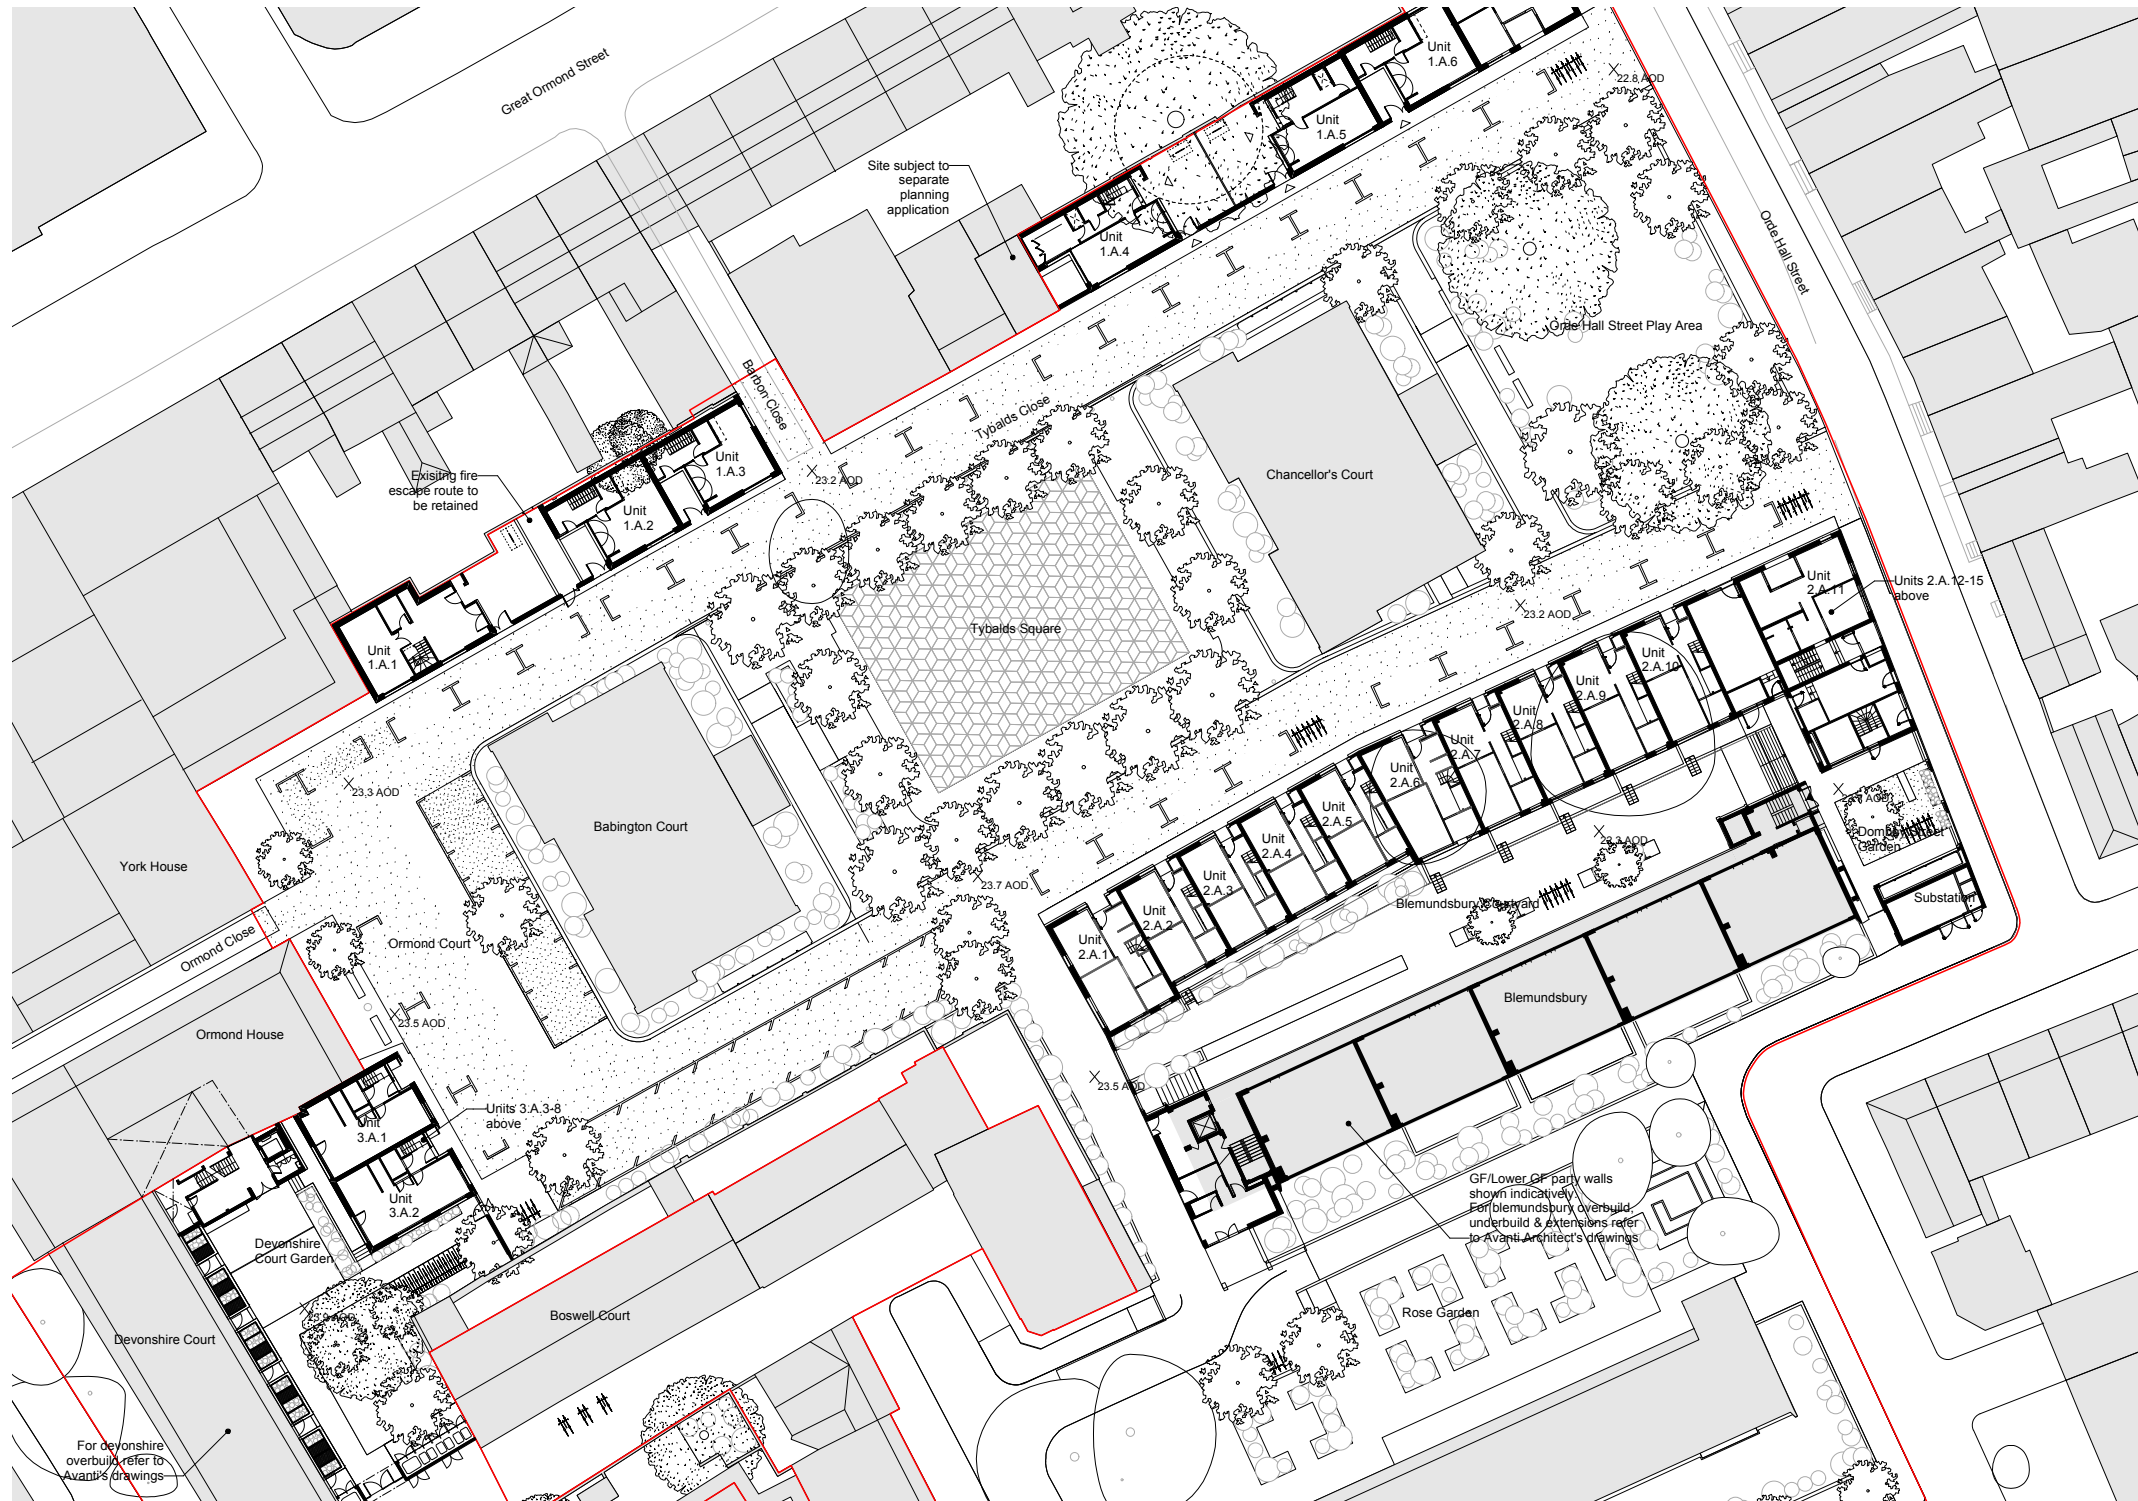 Great Ormond Street
Unit
1.A.6
22.8 AOD
Unit
1.A.5
Site subject to
separate
planning
application
Unit
1.A.4
Orde Hall Street
Orde Hall Street Play Area
Barbon Close
Tybalds Close
Unit
1.A.3
Exisitng fire
escape route to
be retained
23.2 AOD
Chancellor's Court
Unit
1.A.2
Unit
2.A.11
Units 2.A.12-15
above
23.2 AOD
Tybalds Square
Unit
1.A.1
Unit
2.A.10
Unit
2.A.9
Unit
2.A.8
Unit
2.A.7
Unit
2.A.6
23.3 AOD
Unit
2.A.5
Babington Court
Dombey Street
Garden
23.3 AOD
Unit
2.A.4
York House
Unit
2.A.3
23.7 AOD
Substation
Blemundsbury Courtyard
Unit
2.A.2
Ormond Close
Ormond Court
Unit
2.A.1
Blemundsbury
23.5 AOD
Ormond House
23.5 AOD
Units 3.A.3-8
above
Unit
3.A.1
GF/Lower GF party walls
shown indicatively.
For blemundsbury overbuild,
underbuild & extensions refer
to Avanti Architect's drawings
Unit
3.A.2
Devonshire
Court Garden
Boswell Court
Rose Garden
Devonshire Court
For devonshire
overbuild refer to
Avanti's drawings